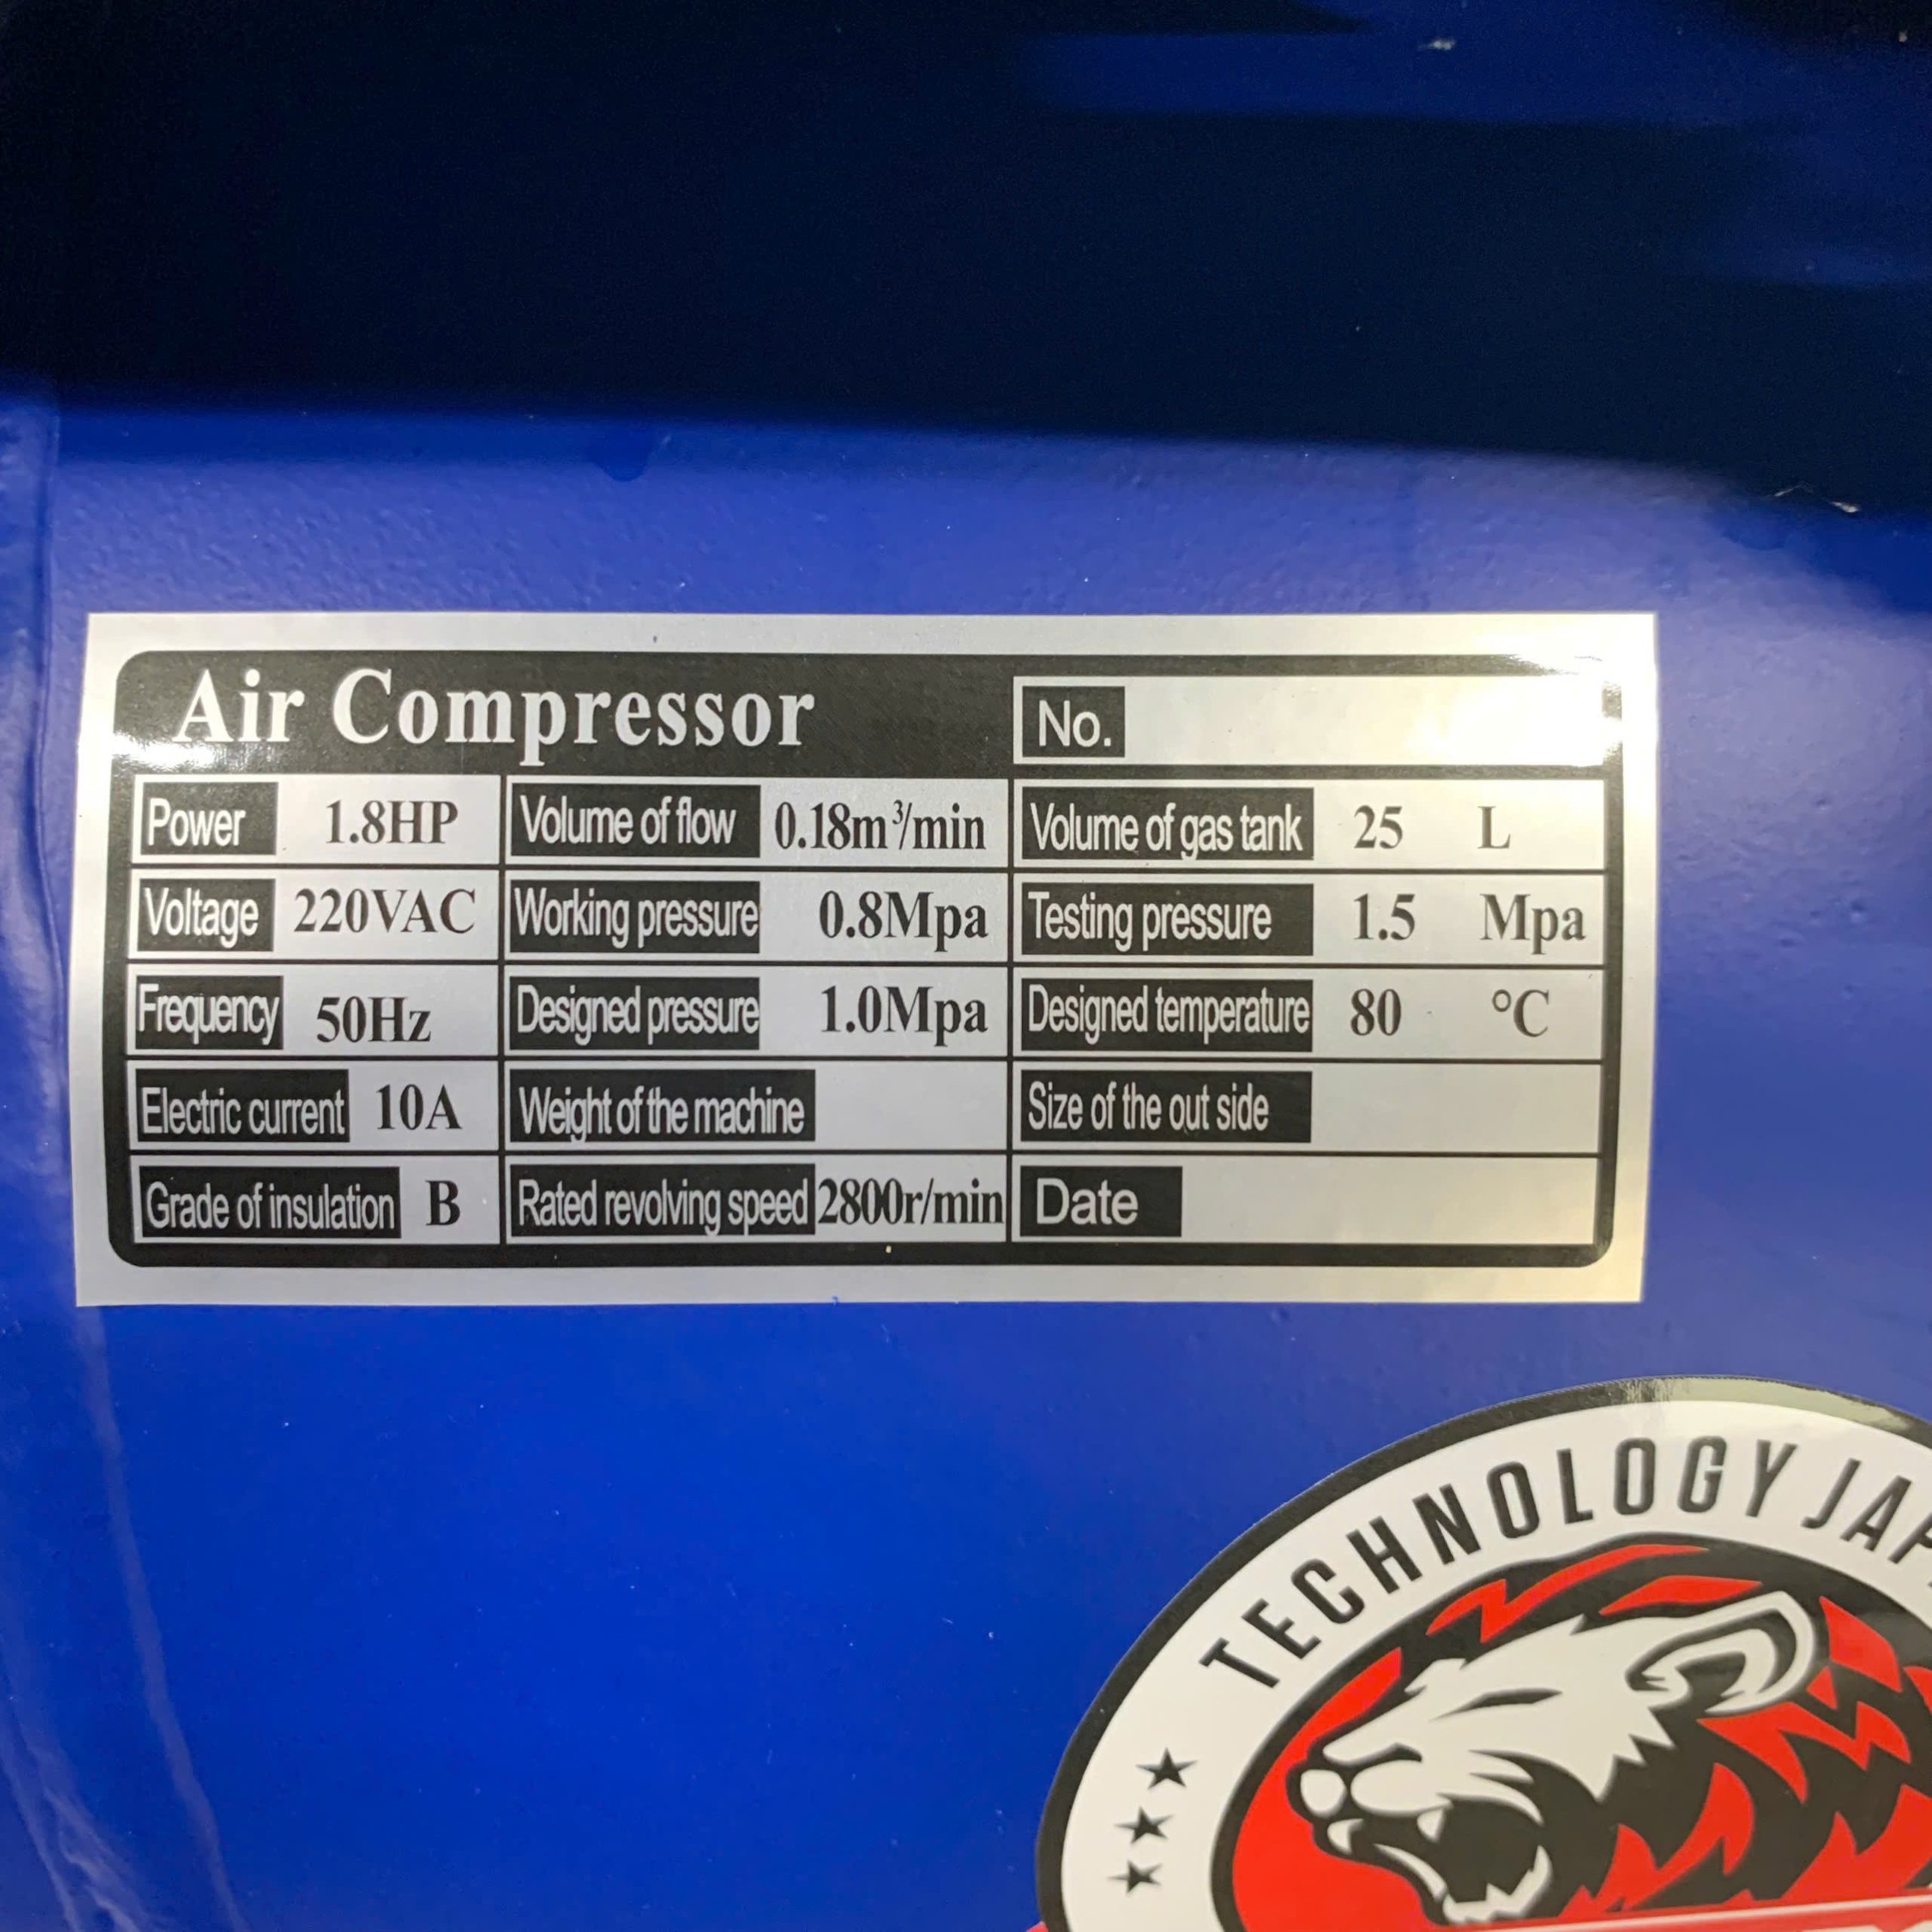 Air Compressor No.
Power 1.8HP Volume of flow 0.18m³/min Volume of gas tank 25 L
Voltage 220VAC Working pressure 0.8Mpa Testing pressure 1.5 Mpa
Frequency 50Hz Designed pressure 1.0Mpa Designed temperature 80 °C
Electric current 10A Weight of the machine Size of the out side
Grade of insulation B Rated revolving speed 2800r/min Date
TECHNOLOGY